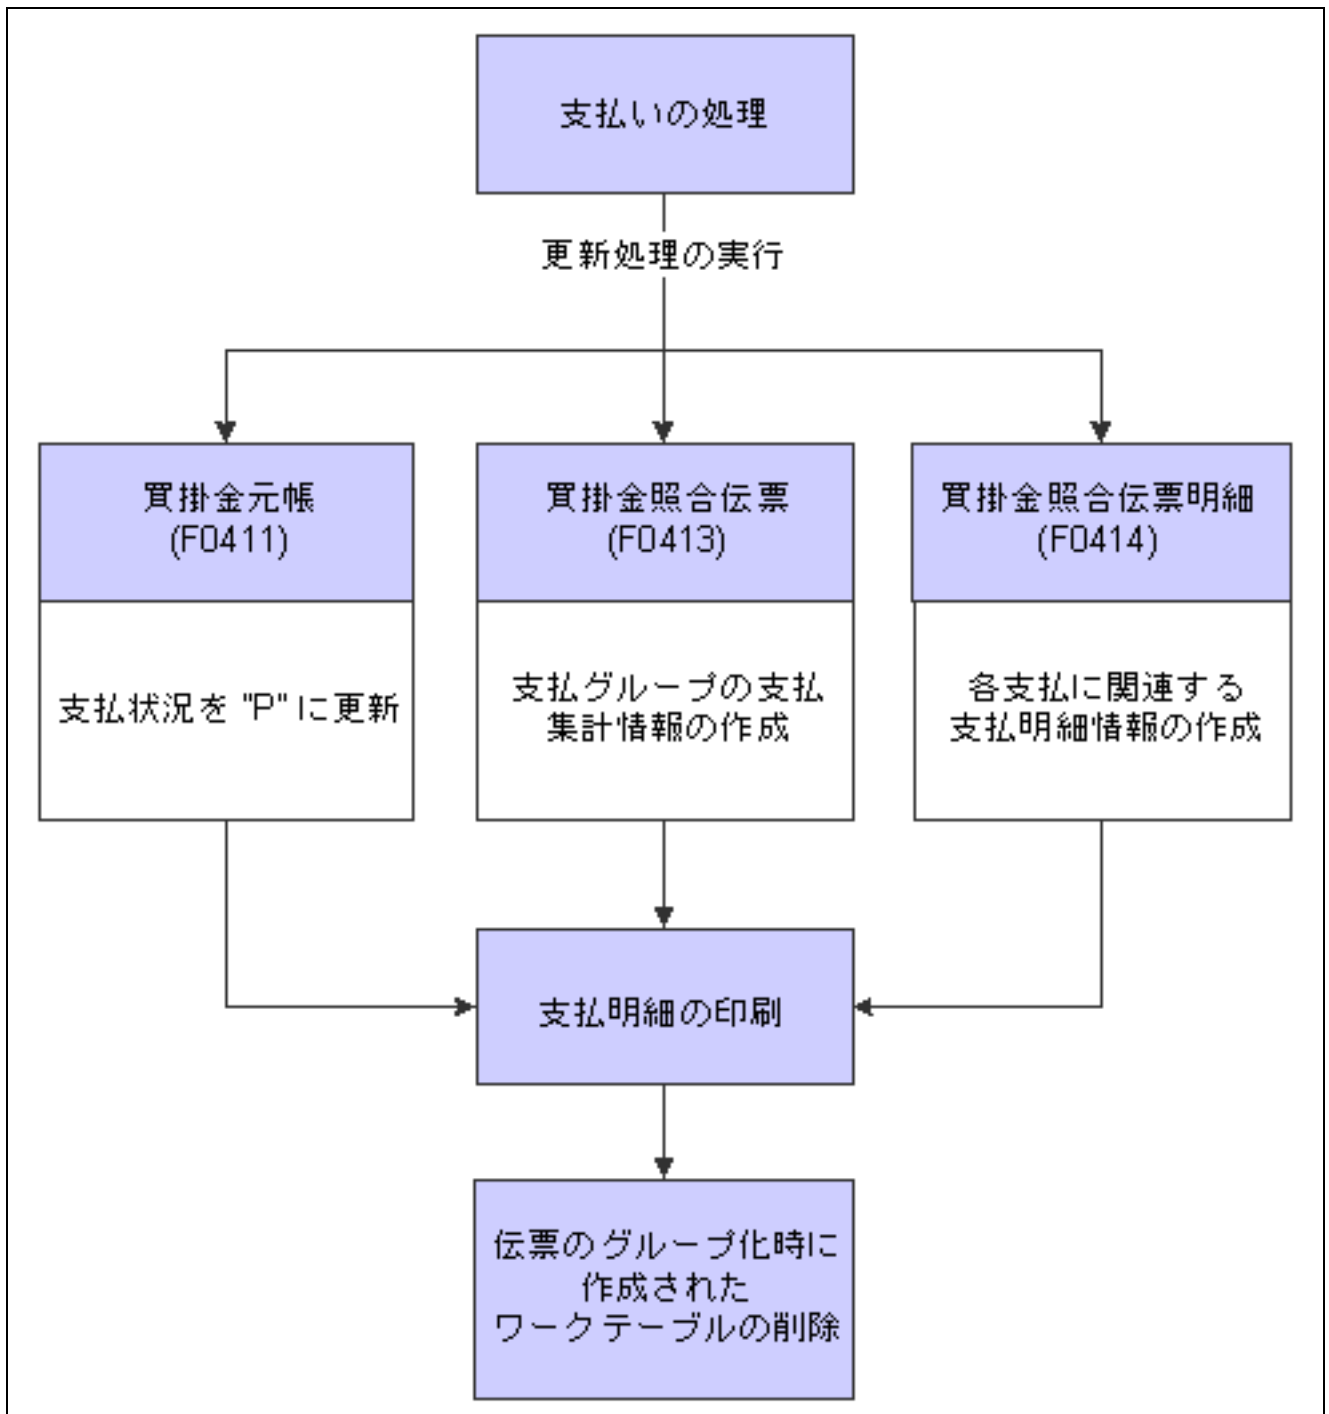 支払いの処理
更新処理の実行
買掛金元帳
(F0411)
買掛金照合伝票
(F0413)
買掛金照合伝票明細
(F0414)
支払状況を "P" に更新
支払グループの支払
集計情報の作成
各支払に関連する
支払明細情報の作成
支払明細の印刷
伝票のグループ化時に
作成された
ワークテーブルの削除